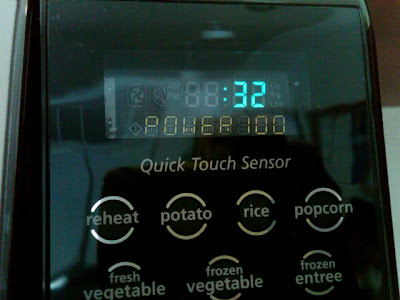 :32
POWER100
Quick Touch Sensor
reheat potato rice popcorn
fresh vegetable
frozen vegetable
frozen entree